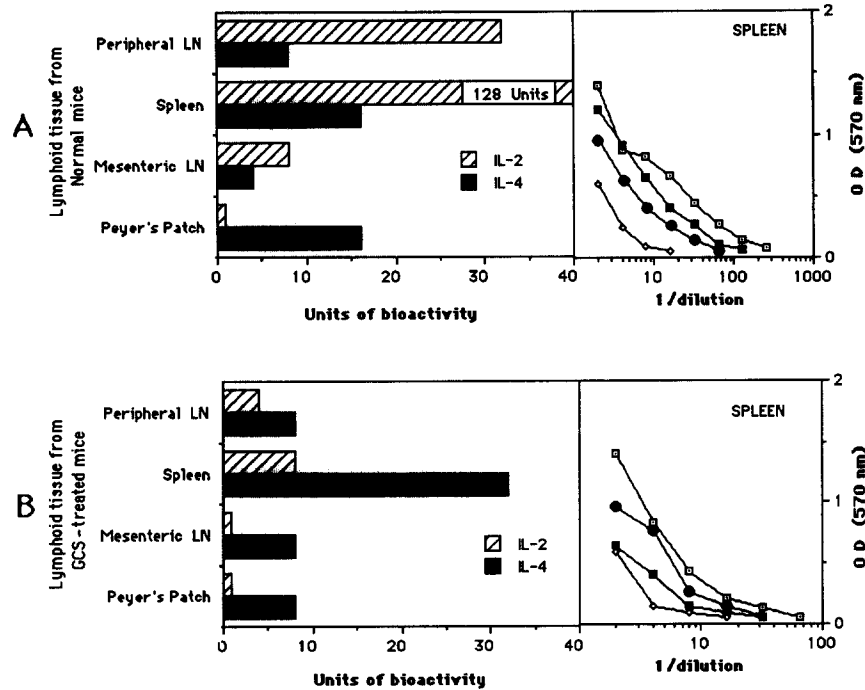 A
Lymphoid tissue from
Normal mice
Peripheral LN
Spleen
Mesenteric LN
Peyer's Patch
128 Units
IL-2
IL-4
0 10 20 30 40
Units of bioactivity
SPLEEN
2
1
0
OD (570 nm)
1 10 100 1000
1/dilution
B
Lymphoid tissue from
GCS-treated mice
Peripheral LN
Spleen
Mesenteric LN
Peyer's Patch
IL-2
IL-4
0 10 20 30 40
Units of bioactivity
SPLEEN
2
1
0
OD (570 nm)
10 100
1/dilution